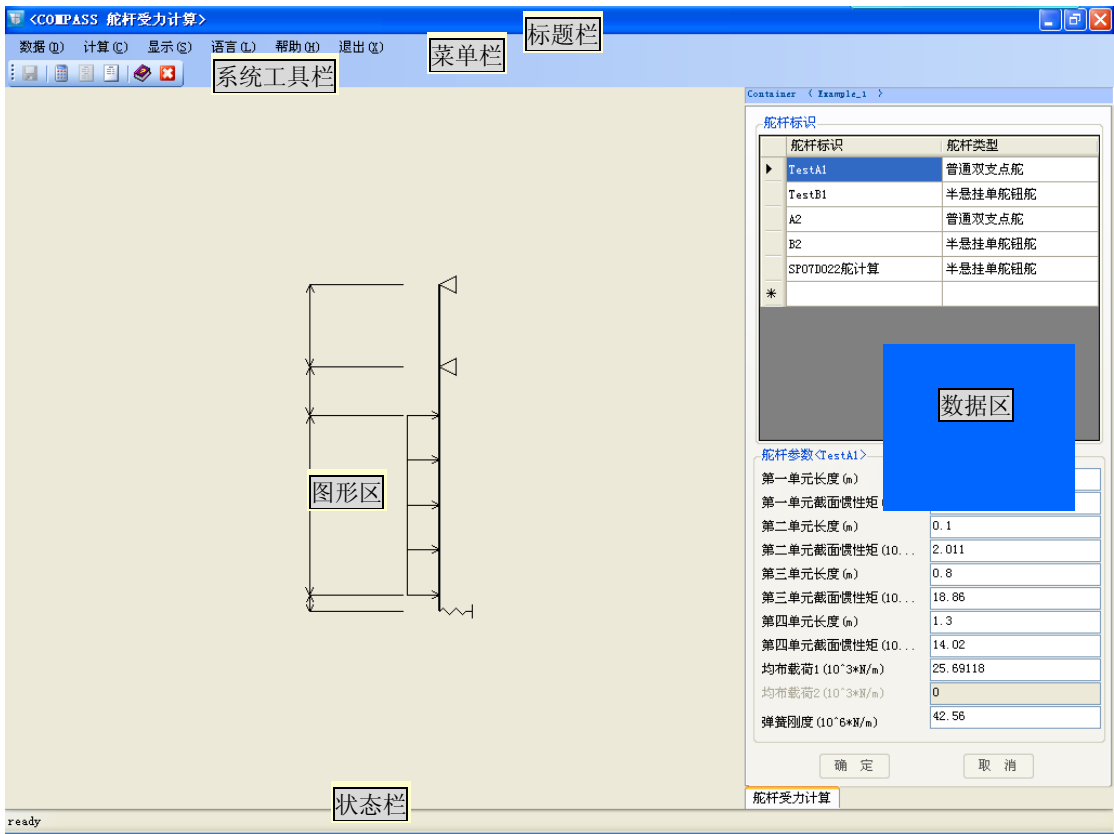 <COMPASS 舵杆受力计算>
标题栏
数据(D) 计算(C) 显示(S) 语言(L) 帮助(H) 退出(X)
菜单栏
系统工具栏
Container < Example_1 >
舵杆标识
舵杆标识 舵杆类型
TestA1 普通双支点舵
TestB1 半悬挂单舵钮舵
A2 普通双支点舵
B2 半悬挂单舵钮舵
SP07D022舵计算 半悬挂单舵钮舵
数据区
图形区
舵杆参数<TestA1>
第一单元长度(m)
第一单元截面惯性矩
第二单元长度(m) 0.1
第二单元截面惯性矩(10... 2.011
第三单元长度(m) 0.8
第三单元截面惯性矩(10... 18.86
第四单元长度(m) 1.3
第四单元截面惯性矩(10... 14.02
均布载荷1(10^3*N/m) 25.69118
均布载荷2(10^3*N/m) 0
弹簧刚度(10^6*N/m) 42.56
确 定 取 消
舵杆受力计算
状态栏
ready